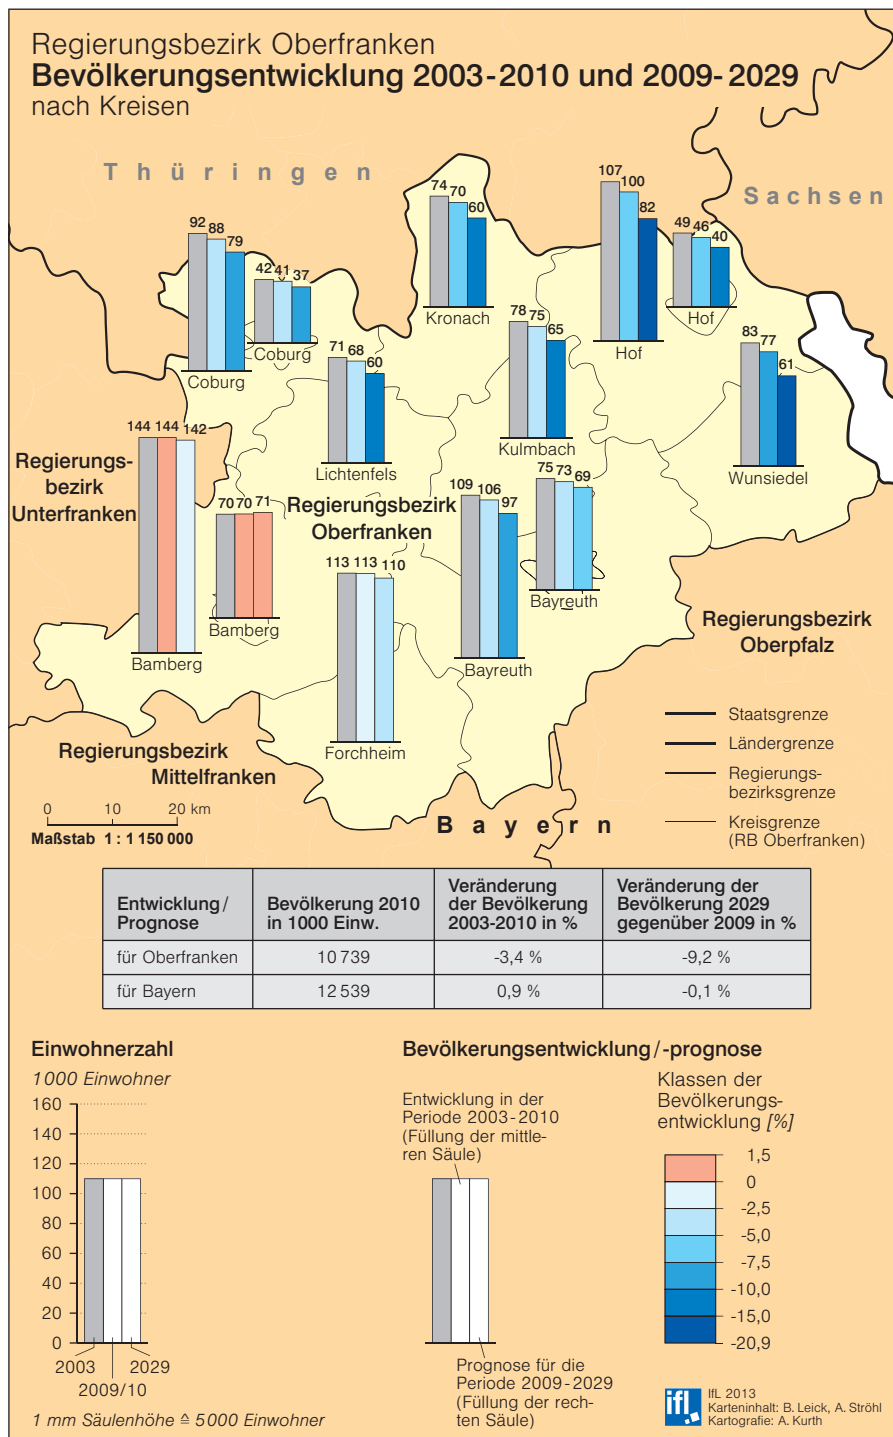 Regierungsbezirk Oberfranken
Bevölkerungsentwicklung 2003-2010 und 2009-2029
nach Kreisen
Thüringen
Sachsen
107
100
82
Hof
74
70
60
Kronach
49
46
40
Hof
92
88
79
Coburg
42
41
37
Coburg
78
75
65
Kulmbach
83
77
61
Wunsiedel
71
68
60
Lichtenfels
144
144
142
Bamberg
Regierungs-
bezirk
Unterfranken
70
70
71
Bamberg
Regierungsbezirk
Oberfranken
109
106
97
Bayreuth
75
73
69
Bayreuth
113
113
110
Forchheim
Regierungsbezirk
Oberpfalz
Regierungsbezirk
Mittelfranken
Bayern
0 10 20 km
Maßstab 1 : 1 150 000
Staatsgrenze
Ländergrenze
Regierungs-
bezirksgrenze
Kreisgrenze
(RB Oberfranken)
Entwicklung/ Bevölkerung 2010 Veränderung Veränderung der
Prognose in 1000 Einw. der Bevölkerung Bevölkerung 2029
2003-2010 in % gegenüber 2009 in %
für Oberfranken 10 739 -3,4 % -9,2 %
für Bayern 12 539 0,9 % -0,1 %
Einwohnerzahl
1000 Einwohner
160
140
120
100
80
60
40
20
0
2003
2009/10
2029
1 mm Säulenhöhe ≙ 5000 Einwohner
Bevölkerungsentwicklung/-prognose
Entwicklung in der
Periode 2003-2010
(Füllung der mittle-
ren Säule)
Prognose für die
Periode 2009-2029
(Füllung der rech-
ten Säule)
Klassen der
Bevölkerungs-
entwicklung [%]
1,5
0
-2,5
-5,0
-7,5
-10,0
-15,0
-20,9
ifl
IfL 2013
Karteninhalt: B. Leick, A. Ströhl
Kartografie: A. Kurth